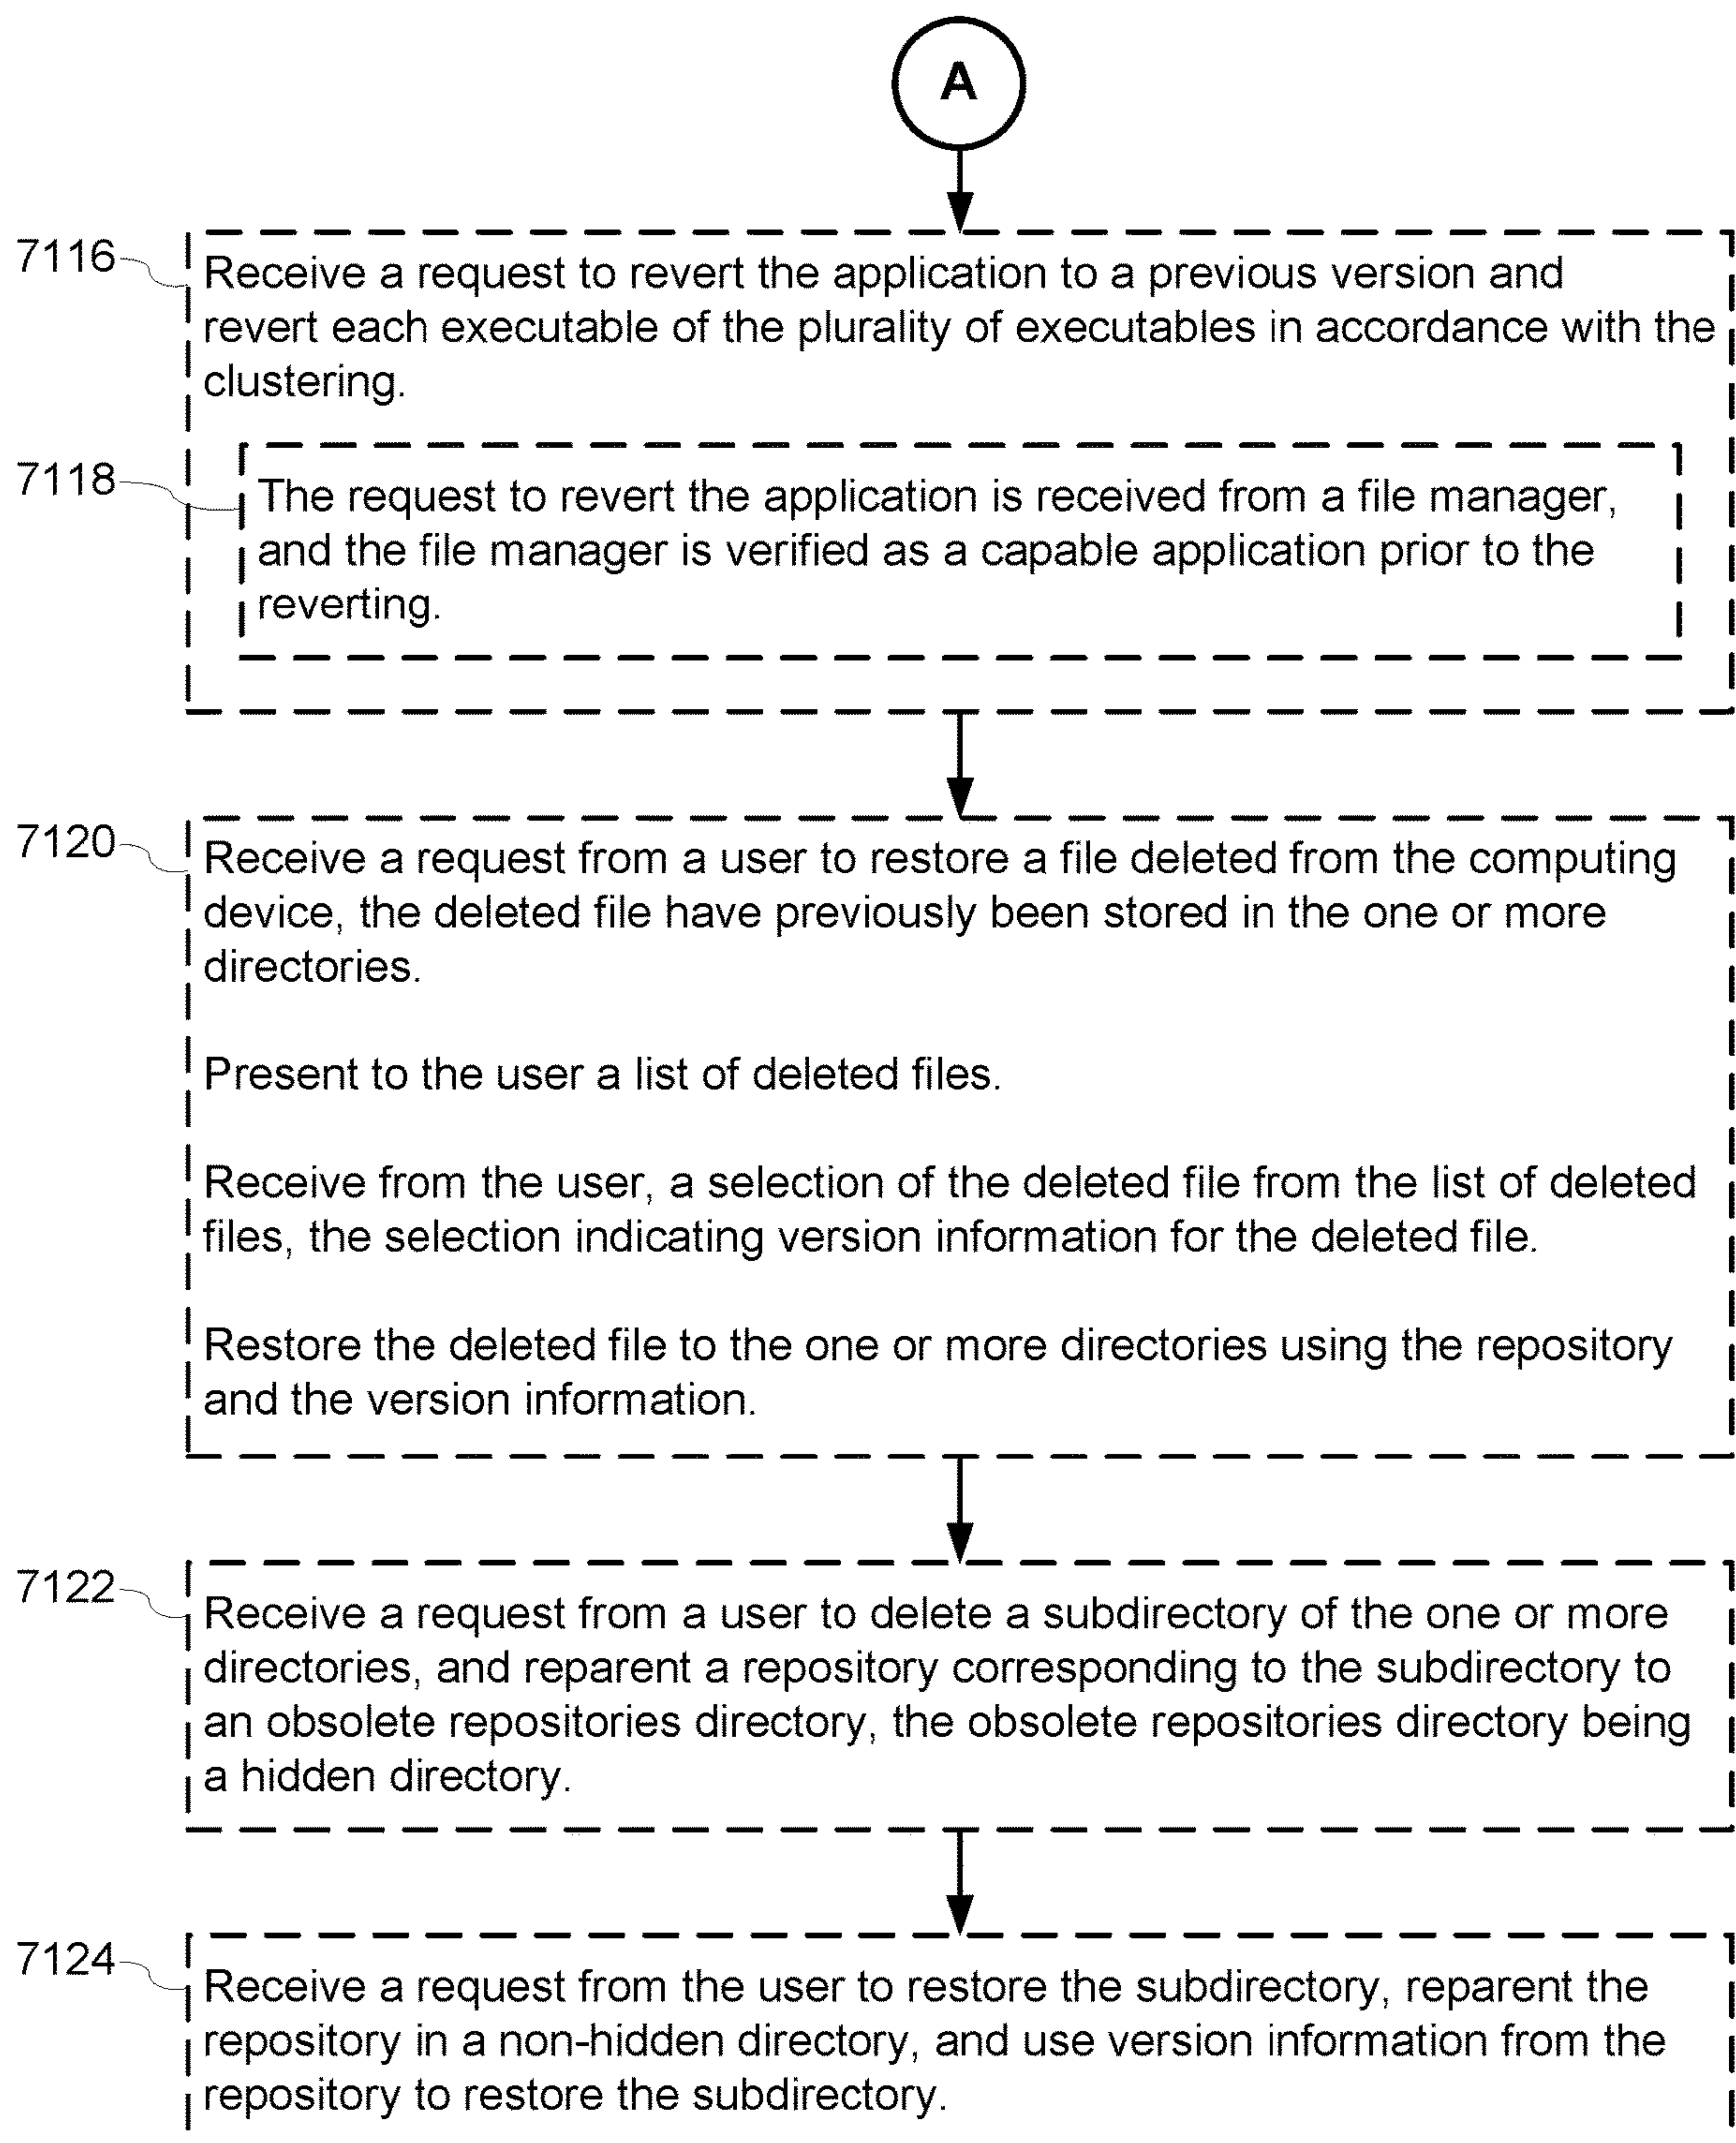 A
7116
Receive a request to revert the application to a previous version and
revert each executable of the plurality of executables in accordance with the
clustering.
7118
The request to revert the application is received from a file manager,
and the file manager is verified as a capable application prior to the
reverting.
7120
Receive a request from a user to restore a file deleted from the computing
device, the deleted file have previously been stored in the one or more
directories.
Present to the user a list of deleted files.
Receive from the user, a selection of the deleted file from the list of deleted
files, the selection indicating version information for the deleted file.
Restore the deleted file to the one or more directories using the repository
and the version information.
7122
Receive a request from a user to delete a subdirectory of the one or more
directories, and reparent a repository corresponding to the subdirectory to
an obsolete repositories directory, the obsolete repositories directory being
a hidden directory.
7124
Receive a request from the user to restore the subdirectory, reparent the
repository in a non-hidden directory, and use version information from the
repository to restore the subdirectory.